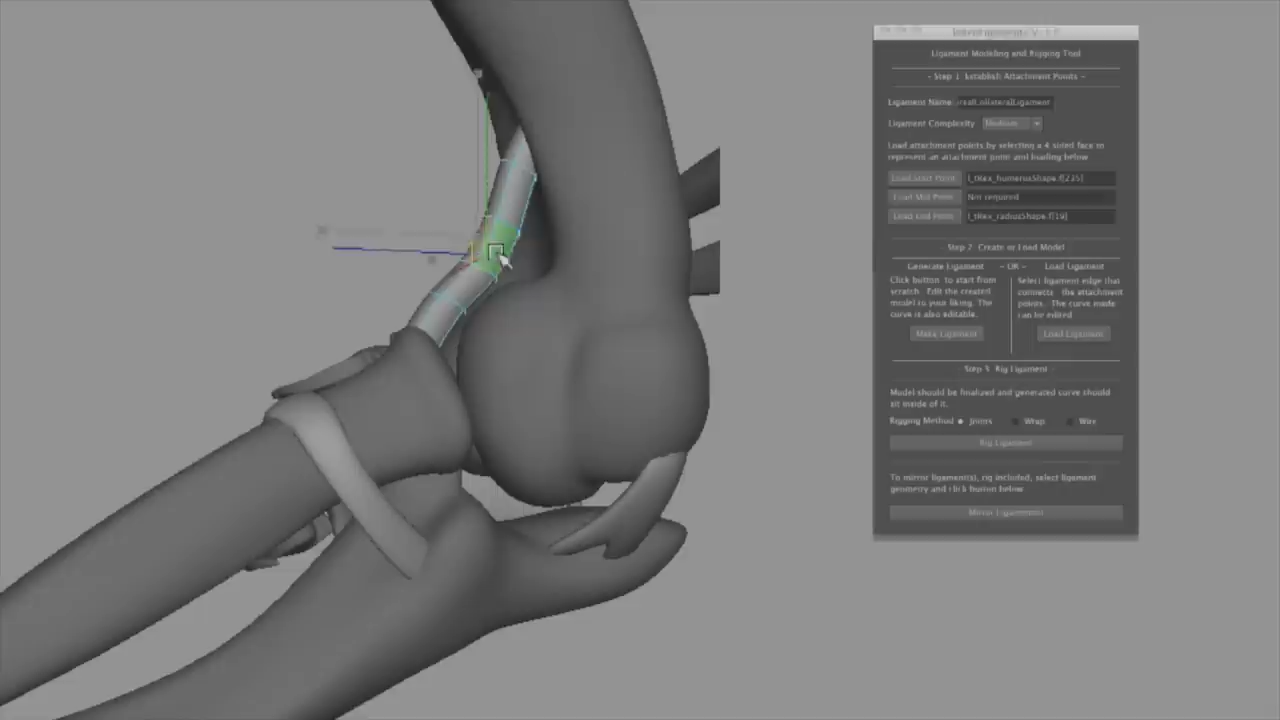 Ligament Modeling and Rigging Tool
- Step 1: Establish Attachment Points -
Ligament Name
Ligament Complexity Medium
Load attachment points by selecting a 4 sided face to
represent an attachment point and loading below.
Load Start Point l_tRex_humerusShape.f[235]
Load Mid Point Not required
Load End Point l_tRex_radiusShape.f[19]
Step 2: Create or Load Model
Generate Ligament - OR - Load Ligament
Click button to start from
scratch. Edit the created
model to your liking. The
curve is also editable.
Make Ligament
Select ligament edge that
connects the attachment
points. The curve made
can be edited.
Load Ligament
Step 3: Rig Ligament -
Model should be finalized and generated curve should
sit inside of it.
Rigging Method Joints Wrap Wire
Rig Ligament
To mirror ligament(s), rig included, select ligament
geometry and click button below.
Mirror Ligament(s)